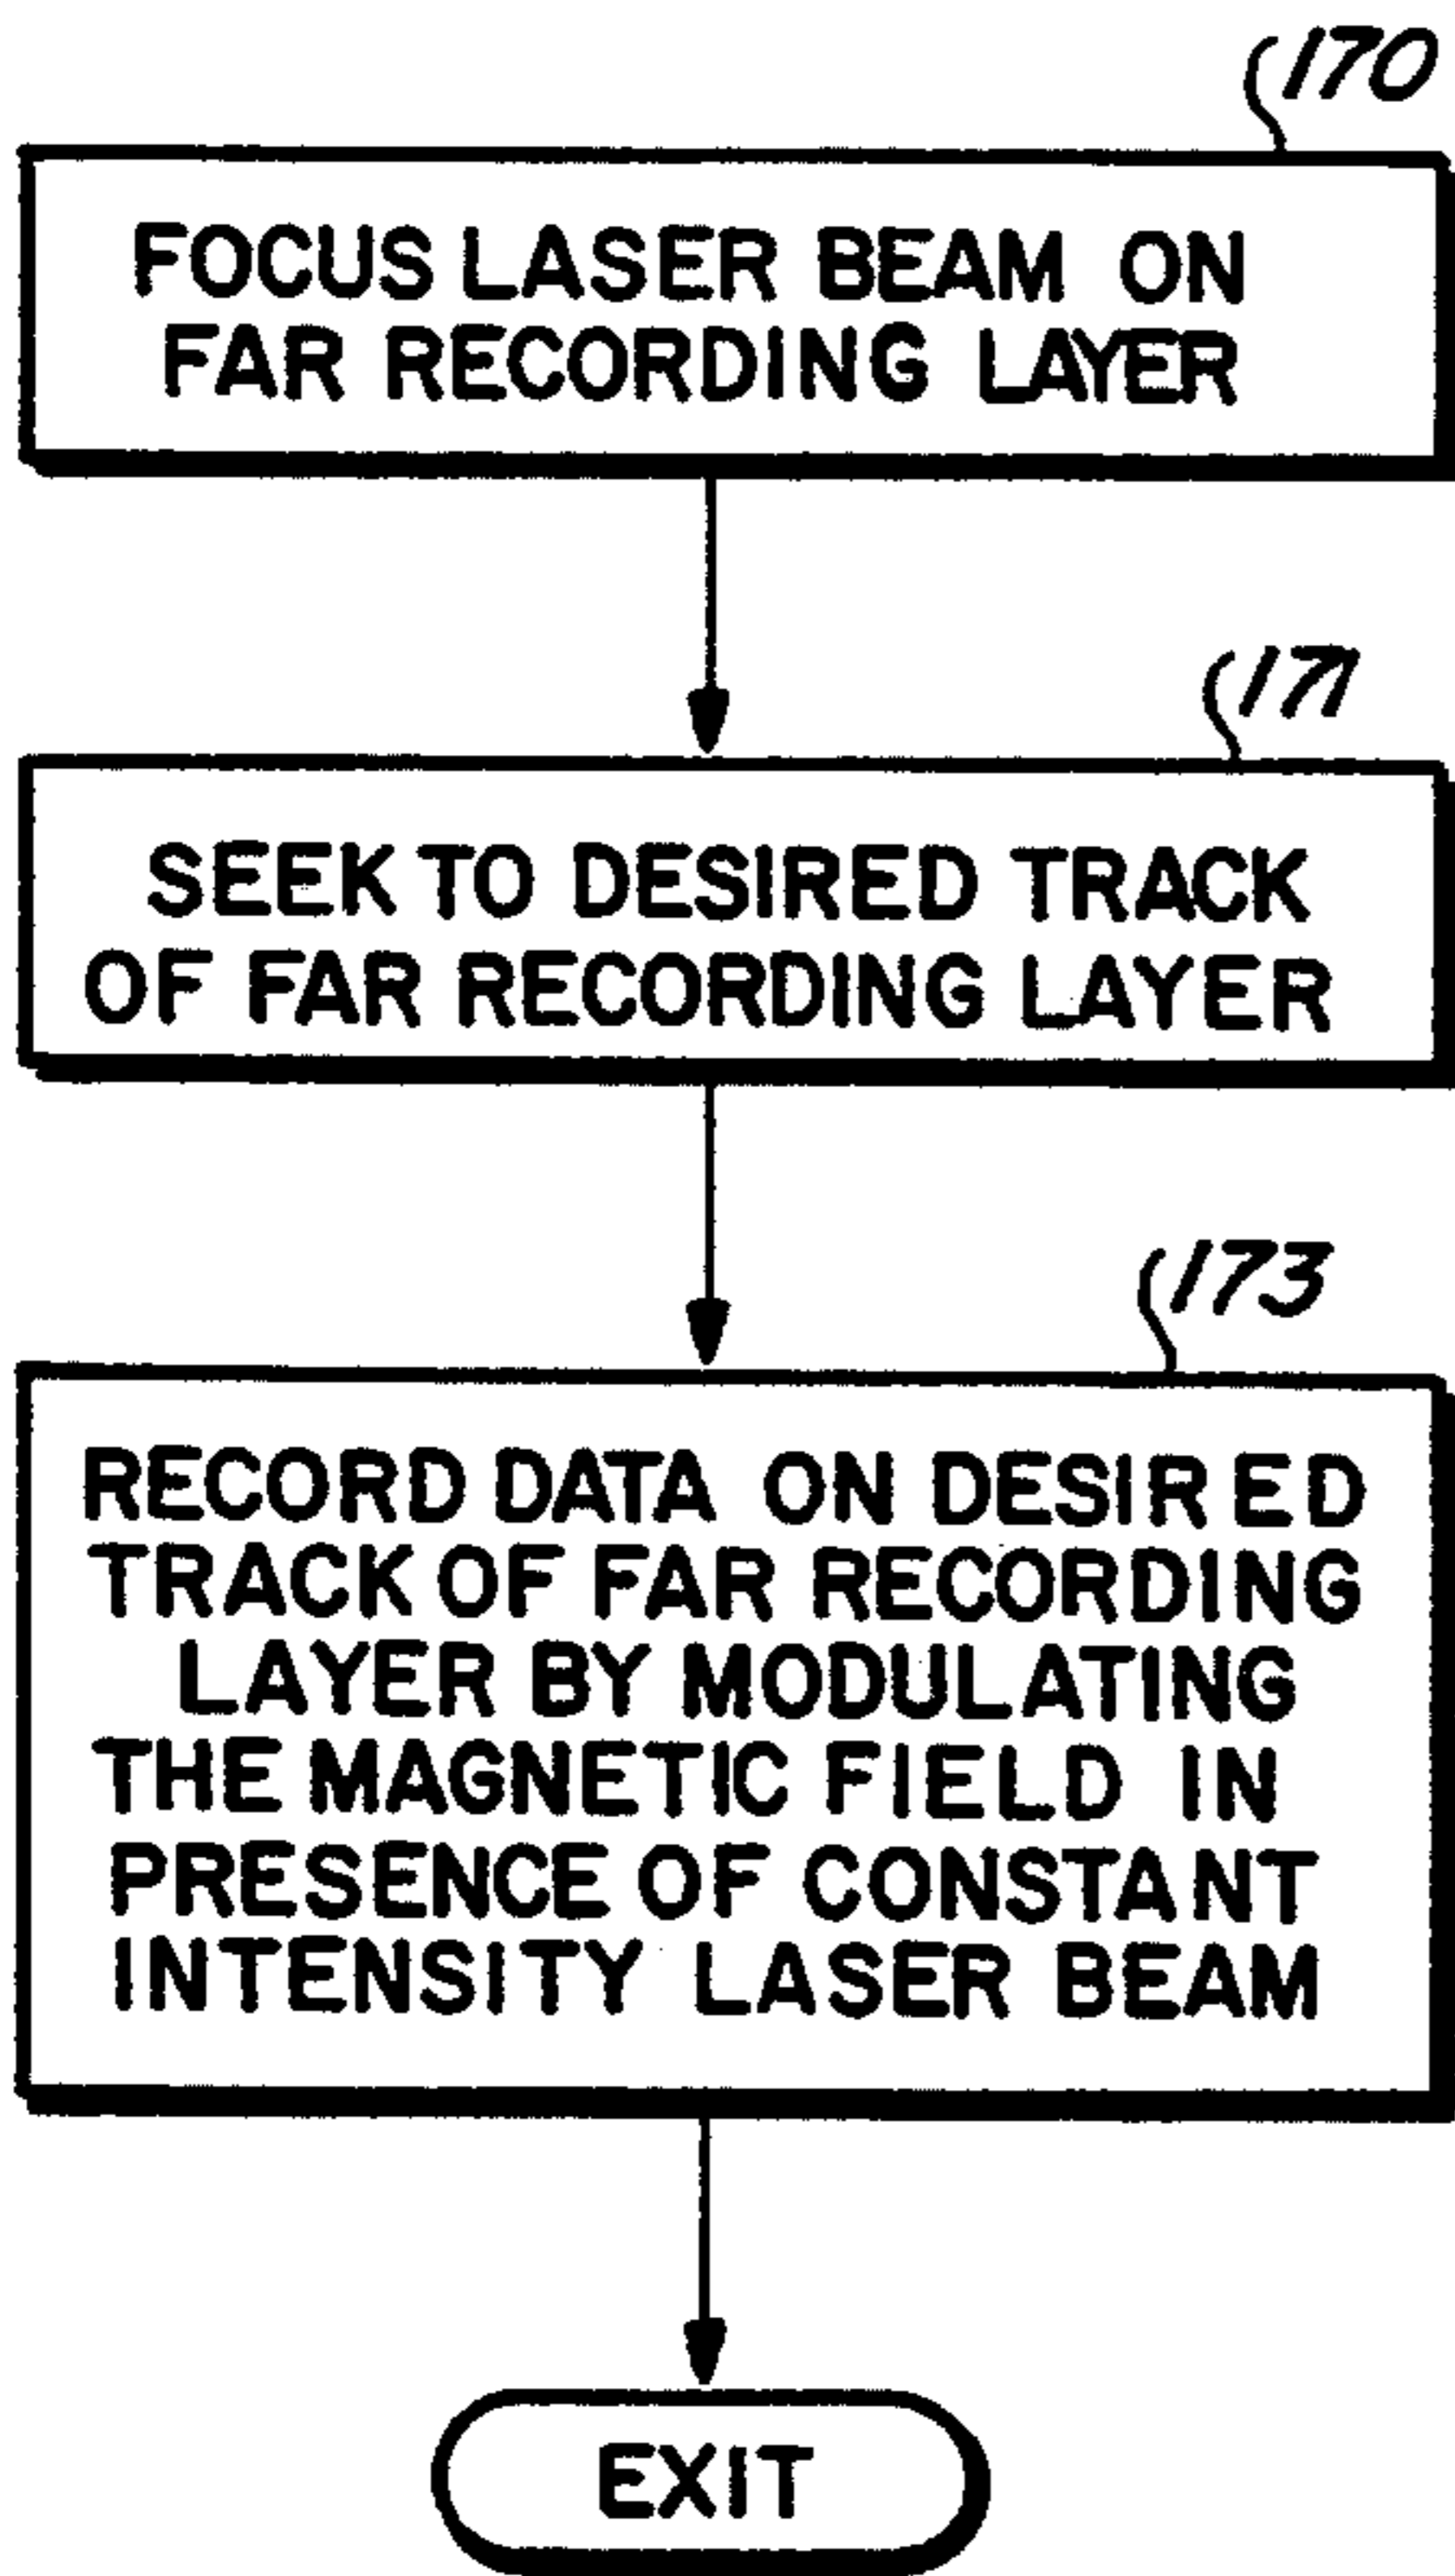 170
FOCUS LASER BEAM ON
FAR RECORDING LAYER
171
SEEK TO DESIRED TRACK
OF FAR RECORDING LAYER
173
RECORD DATA ON DESIRED
TRACK OF FAR RECORDING
LAYER BY MODULATING
THE MAGNETIC FIELD IN
PRESENCE OF CONSTANT
INTENSITY LASER BEAM
EXIT